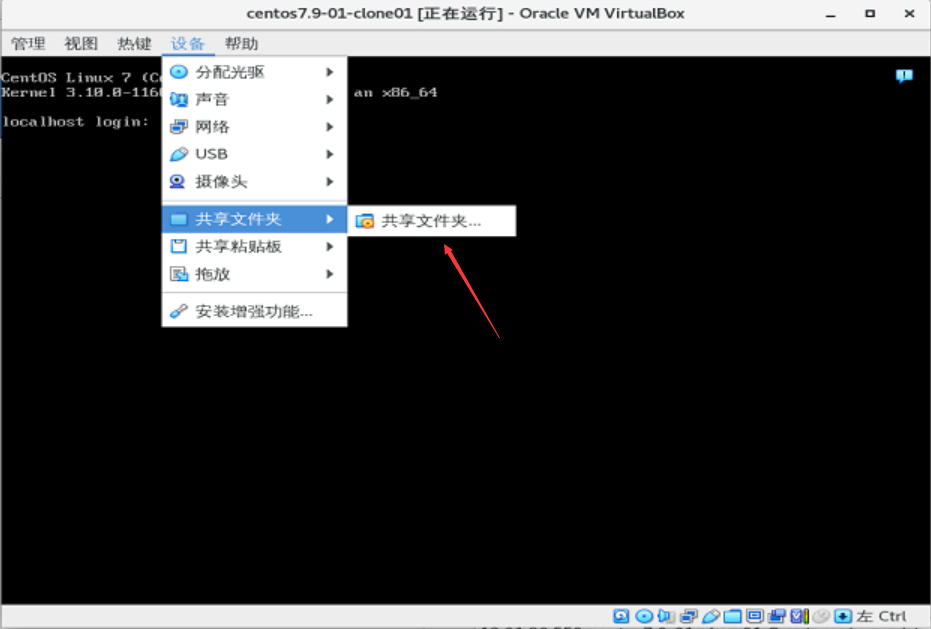 centos7.9-01-clone01 [正在运行] - Oracle VM VirtualBox
管理 视图 热键 设备 帮助
CentOS Linux 7 (C
Kernel 3.10.0-116 an x86_64
localhost login:
分配光驱
声音
网络
USB
摄像头
共享文件夹
共享文件夹...
共享粘贴板
拖放
安装增强功能...
左 Ctrl